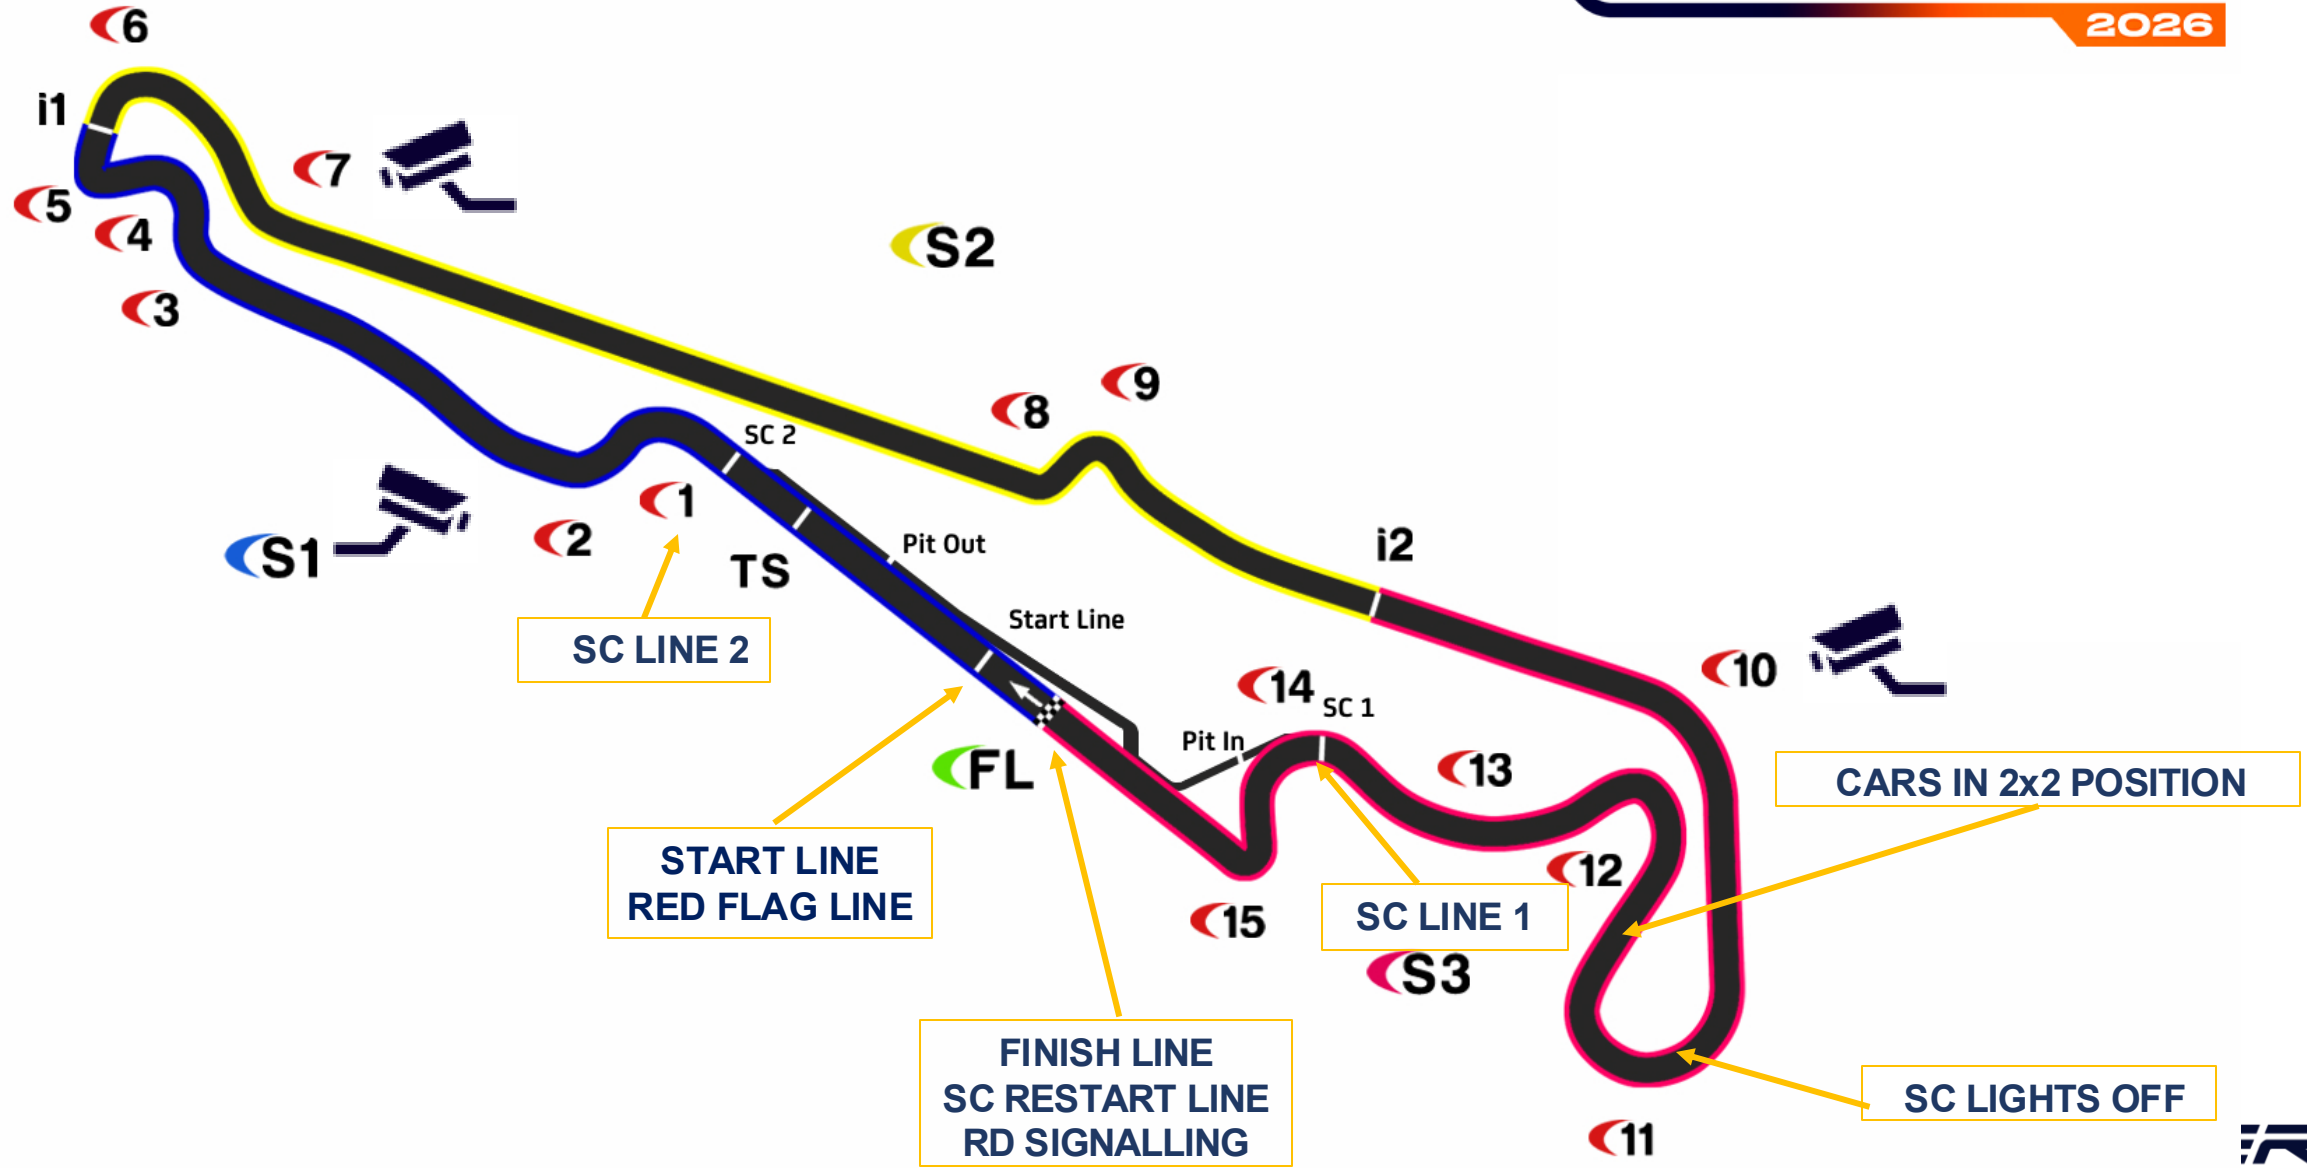 2026
6
i1
7
5
4
3
S2
9
8
SC 2
1
2
S1
TS
Pit Out
i2
SC LINE 2
Start Line
10
14
SC 1
Pit In
FL
13
CARS IN 2x2 POSITION
START LINE
RED FLAG LINE
12
15
SC LINE 1
S3
FINISH LINE
SC RESTART LINE
RD SIGNALLING
SC LIGHTS OFF
11